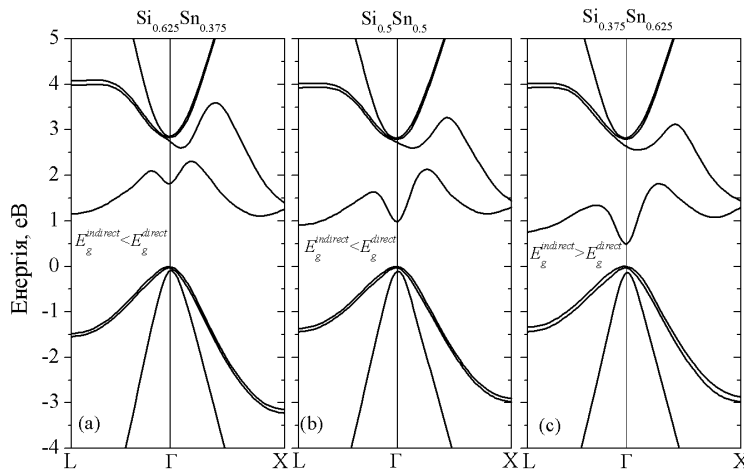 Si0.625Sn0.375
Si0.5Sn0.5
Si0.375Sn0.625
Енергія, еВ
5
4
3
2
1
0
-1
-2
-3
-4
Egindirect<Egdirect
Egindirect<Egdirect
Egindirect>Egdirect
(a)
(b)
(c)
L Γ X L Γ X L Γ X